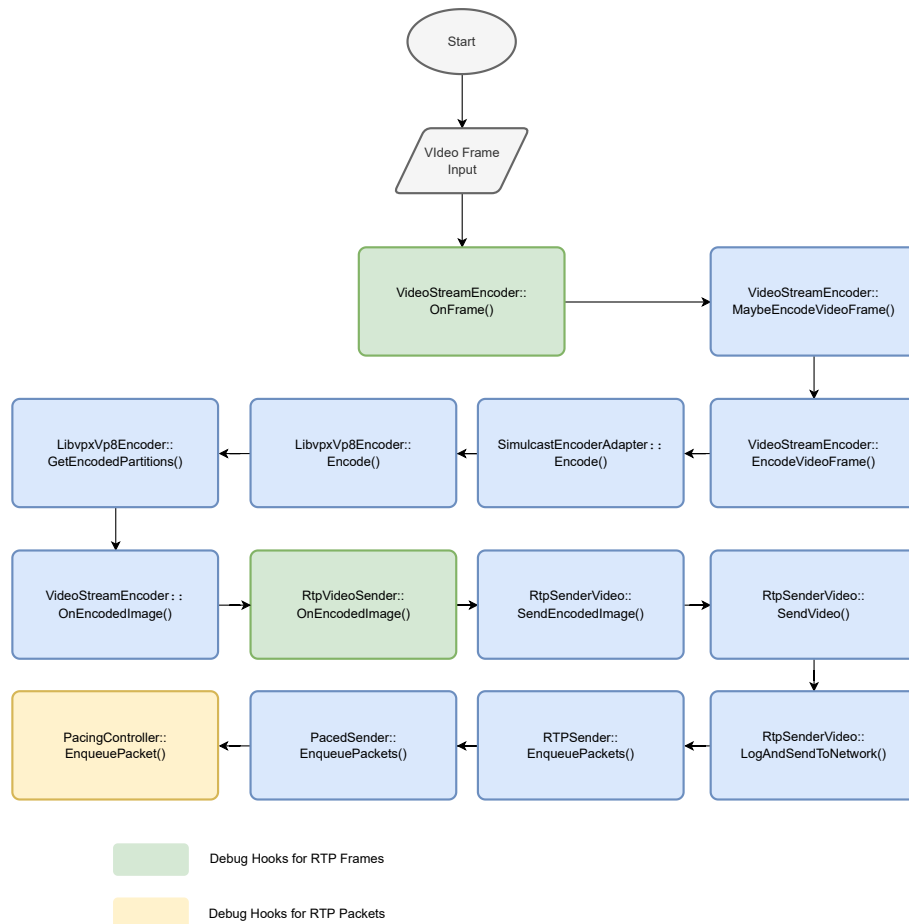 Start
VIdeo Frame
Input
VideoStreamEncoder::
OnFrame()
VideoStreamEncoder::
MaybeEncodeVideoFrame()
LibvpxVp8Encoder::
GetEncodedPartitions()
LibvpxVp8Encoder::
Encode()
SimulcastEncoderAdapter::
Encode()
VideoStreamEncoder::
EncodeVideoFrame()
VideoStreamEncoder::
OnEncodedImage()
RtpVideoSender::
OnEncodedImage()
RtpSenderVideo::
SendEncodedImage()
RtpSenderVideo::
SendVideo()
PacingController::
EnqueuePacket()
PacedSender::
EnqueuePackets()
RTPSender::
EnqueuePackets()
RtpSenderVideo::
LogAndSendToNetwork()
Debug Hooks for RTP Frames
Debug Hooks for RTP Packets